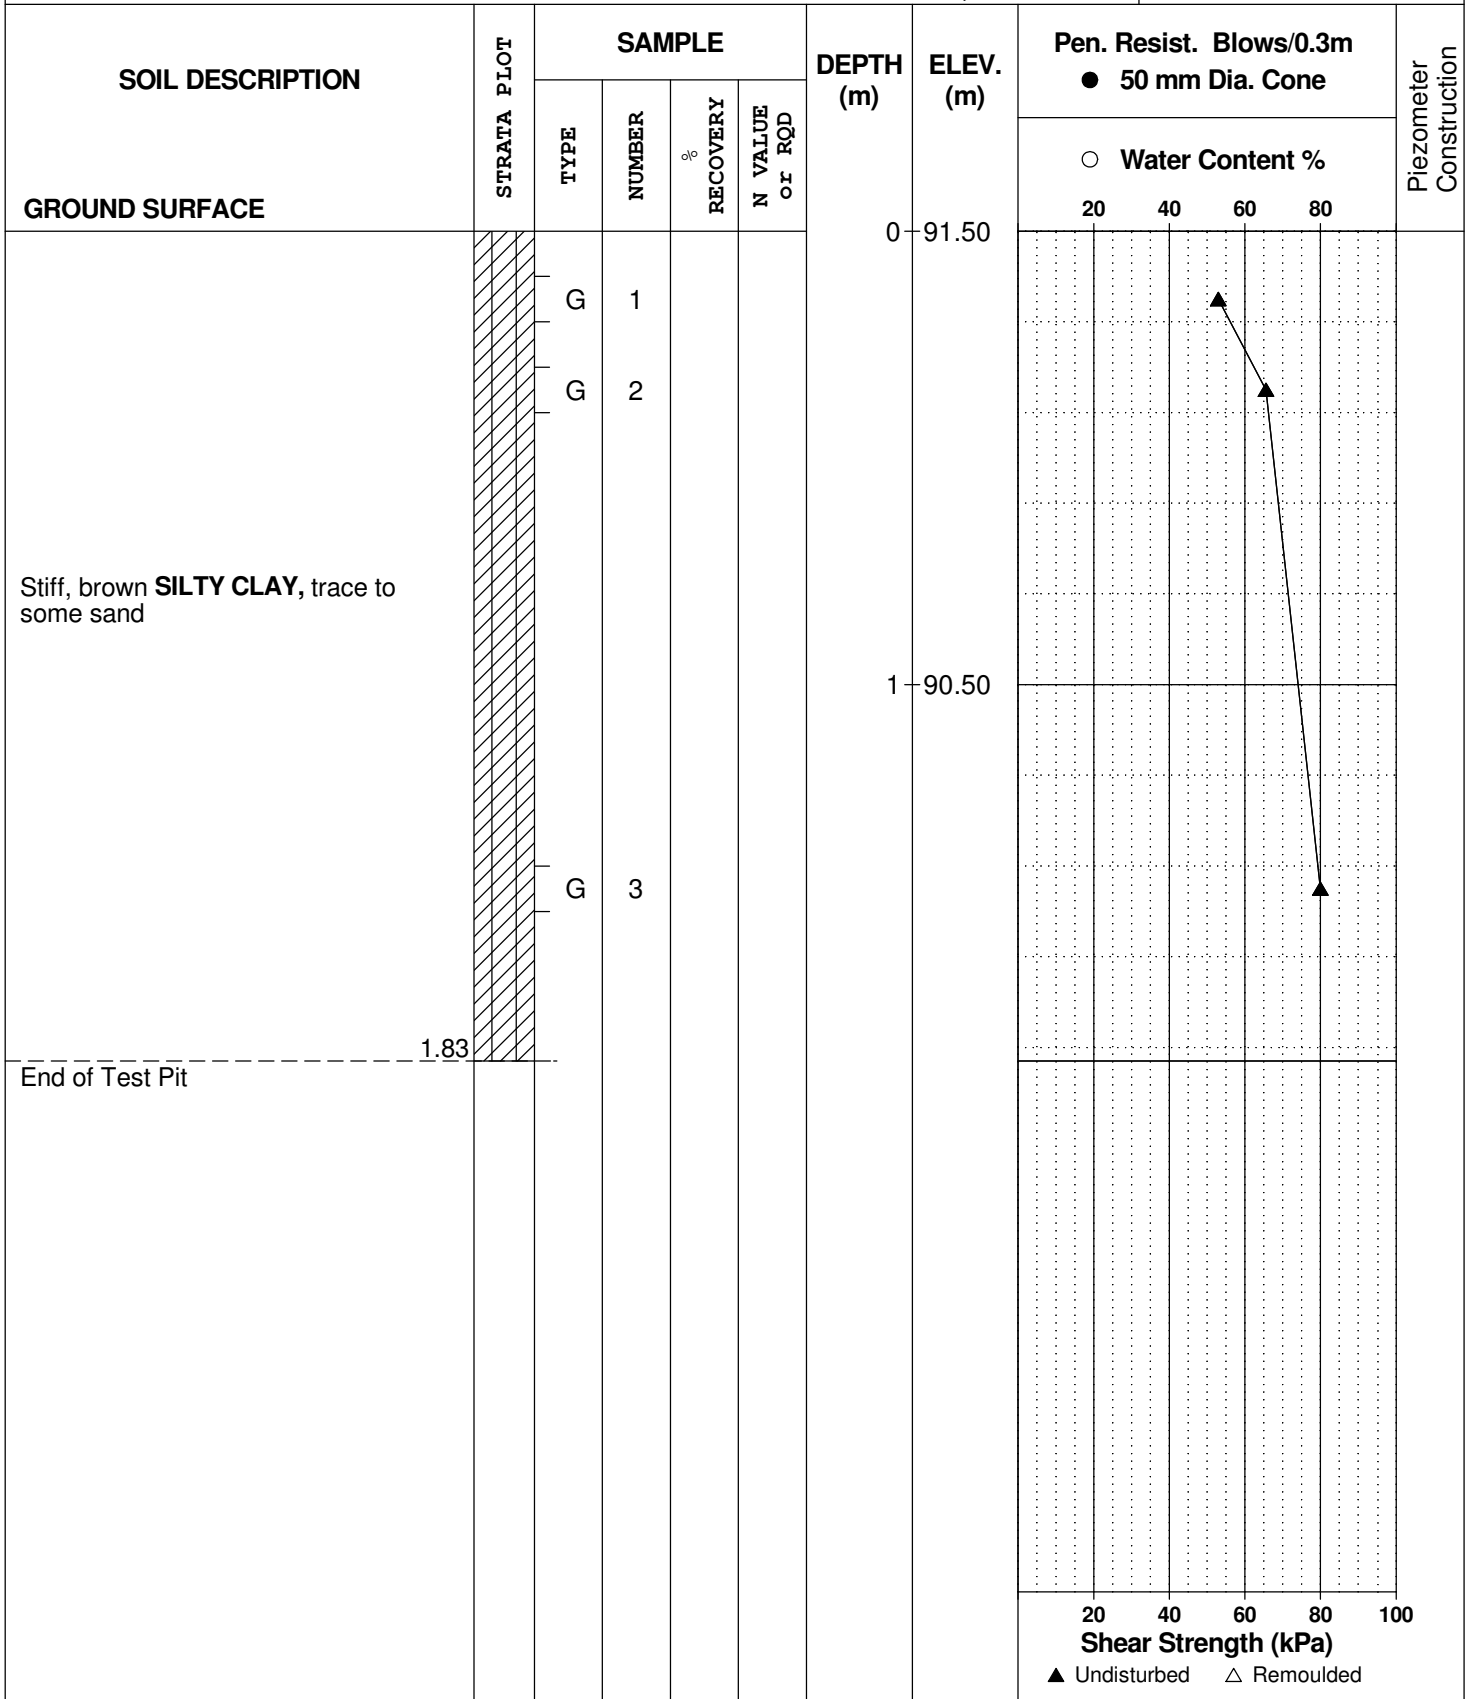 SOIL DESCRIPTION
GROUND SURFACE
STRATA PLOT
SAMPLE
TYPE
NUMBER
%
RECOVERY
N VALUE
or RQD
DEPTH
(m)
ELEV.
(m)
Pen. Resist. Blows/0.3m
● 50 mm Dia. Cone
○ Water Content %
20 40 60 80
Piezometer
Construction
0 91.50
G 1
G 2
Stiff, brown SILTY CLAY, trace to
some sand
1 90.50
G 3
1.83
End of Test Pit
20 40 60 80 100
Shear Strength (kPa)
▲ Undisturbed △ Remoulded